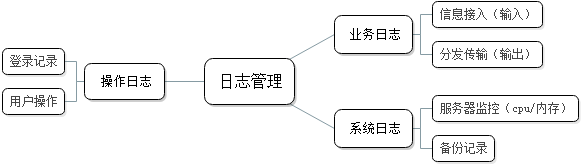 日志管理
操作日志
登录记录
用户操作
业务日志
信息接入（输入）
分发传输（输出）
系统日志
服务器监控（cpu/内存）
备份记录